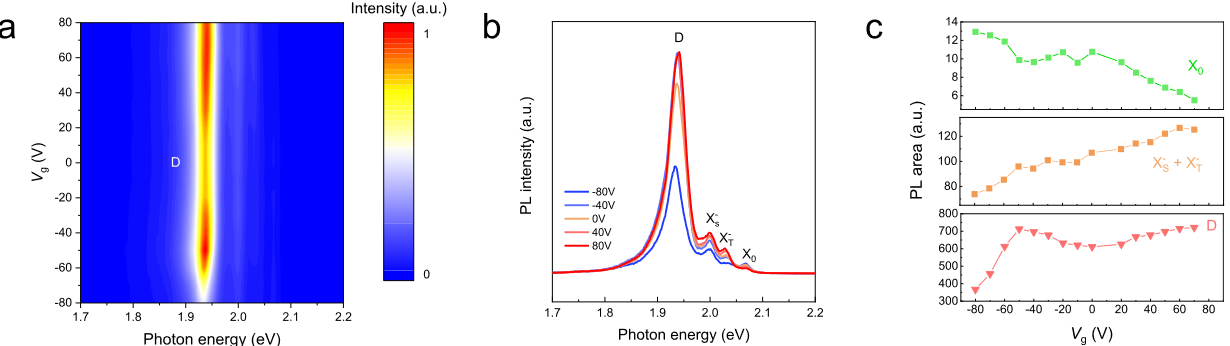 a
Intensity (a.u.)
1
0
80
60
40
20
0
-20
-40
-60
-80
D
V_g (V)
1.7 1.8 1.9 2.0 2.1 2.2
Photon energy (eV)
b
D
X_S^-
X_T^-
X_0
-80V
-40V
0V
40V
80V
PL intensity (a.u.)
1.7 1.8 1.9 2.0 2.1 2.2
Photon energy (eV)
c
14
12
10
8
6
X_0
120
100
80
X_S^- + X_T^-
800
700
600
500
400
300
D
PL area (a.u.)
-80 -60 -40 -20 0 20 40 60 80
V_g (V)